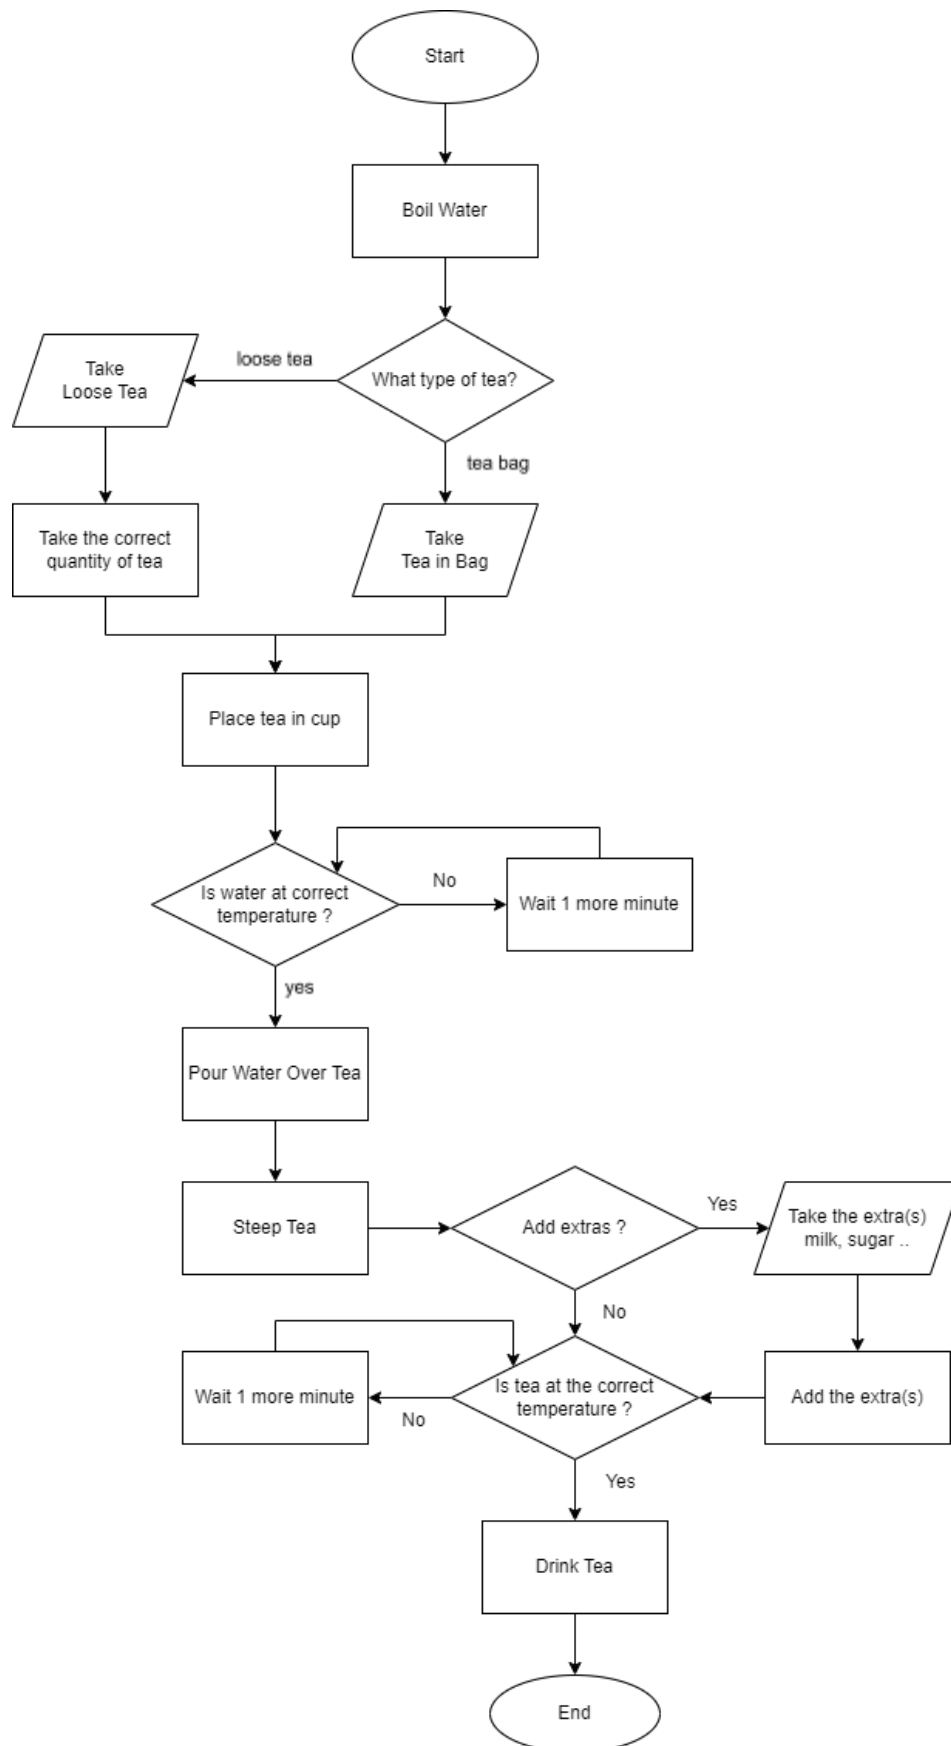 Start
Boil Water
What type of tea?
loose tea
Take
Loose Tea
tea bag
Take the correct
quantity of tea
Take
Tea in Bag
Place tea in cup
Is water at correct
temperature ?
No
Wait 1 more minute
yes
Pour Water Over Tea
Steep Tea
Add extras ?
Yes
Take the extra(s)
milk, sugar ..
No
Wait 1 more minute
No
Is tea at the correct
temperature ?
Add the extra(s)
Yes
Drink Tea
End